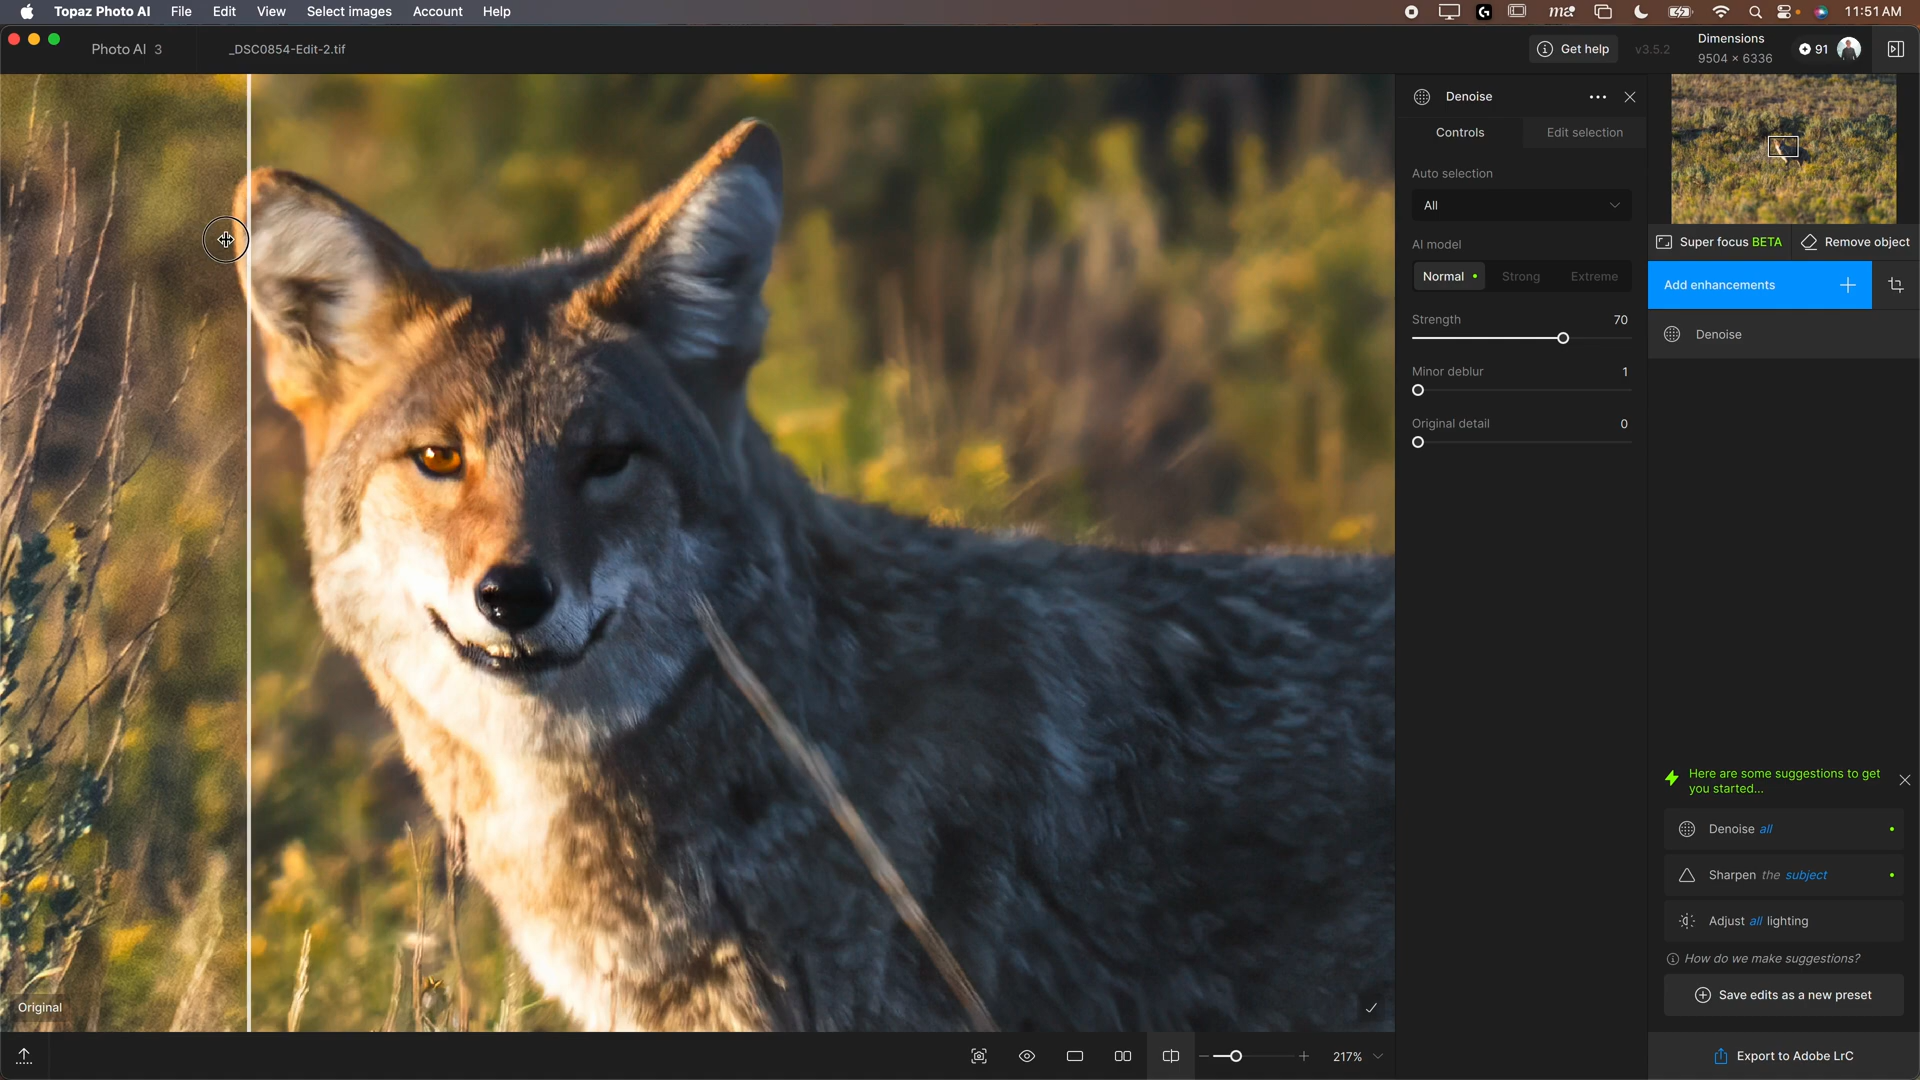 Topaz Photo AI File Edit View Select images Account Help 11:51 AM
Photo AI 3 _DSC0854-Edit-2.tif Get help v3.5.2 Dimensions 91
9504 × 6336
Denoise
Controls Edit selection
Auto selection
All
AI model
Normal Strong Extreme
Strength 70
Minor deblur 1
Original detail 0
Super focus BETA Remove object
Add enhancements
Denoise
Here are some suggestions to get
you started...
Denoise all
Sharpen the subject
Adjust all lighting
How do we make suggestions?
Save edits as a new preset
Original
217%
Export to Adobe LrC